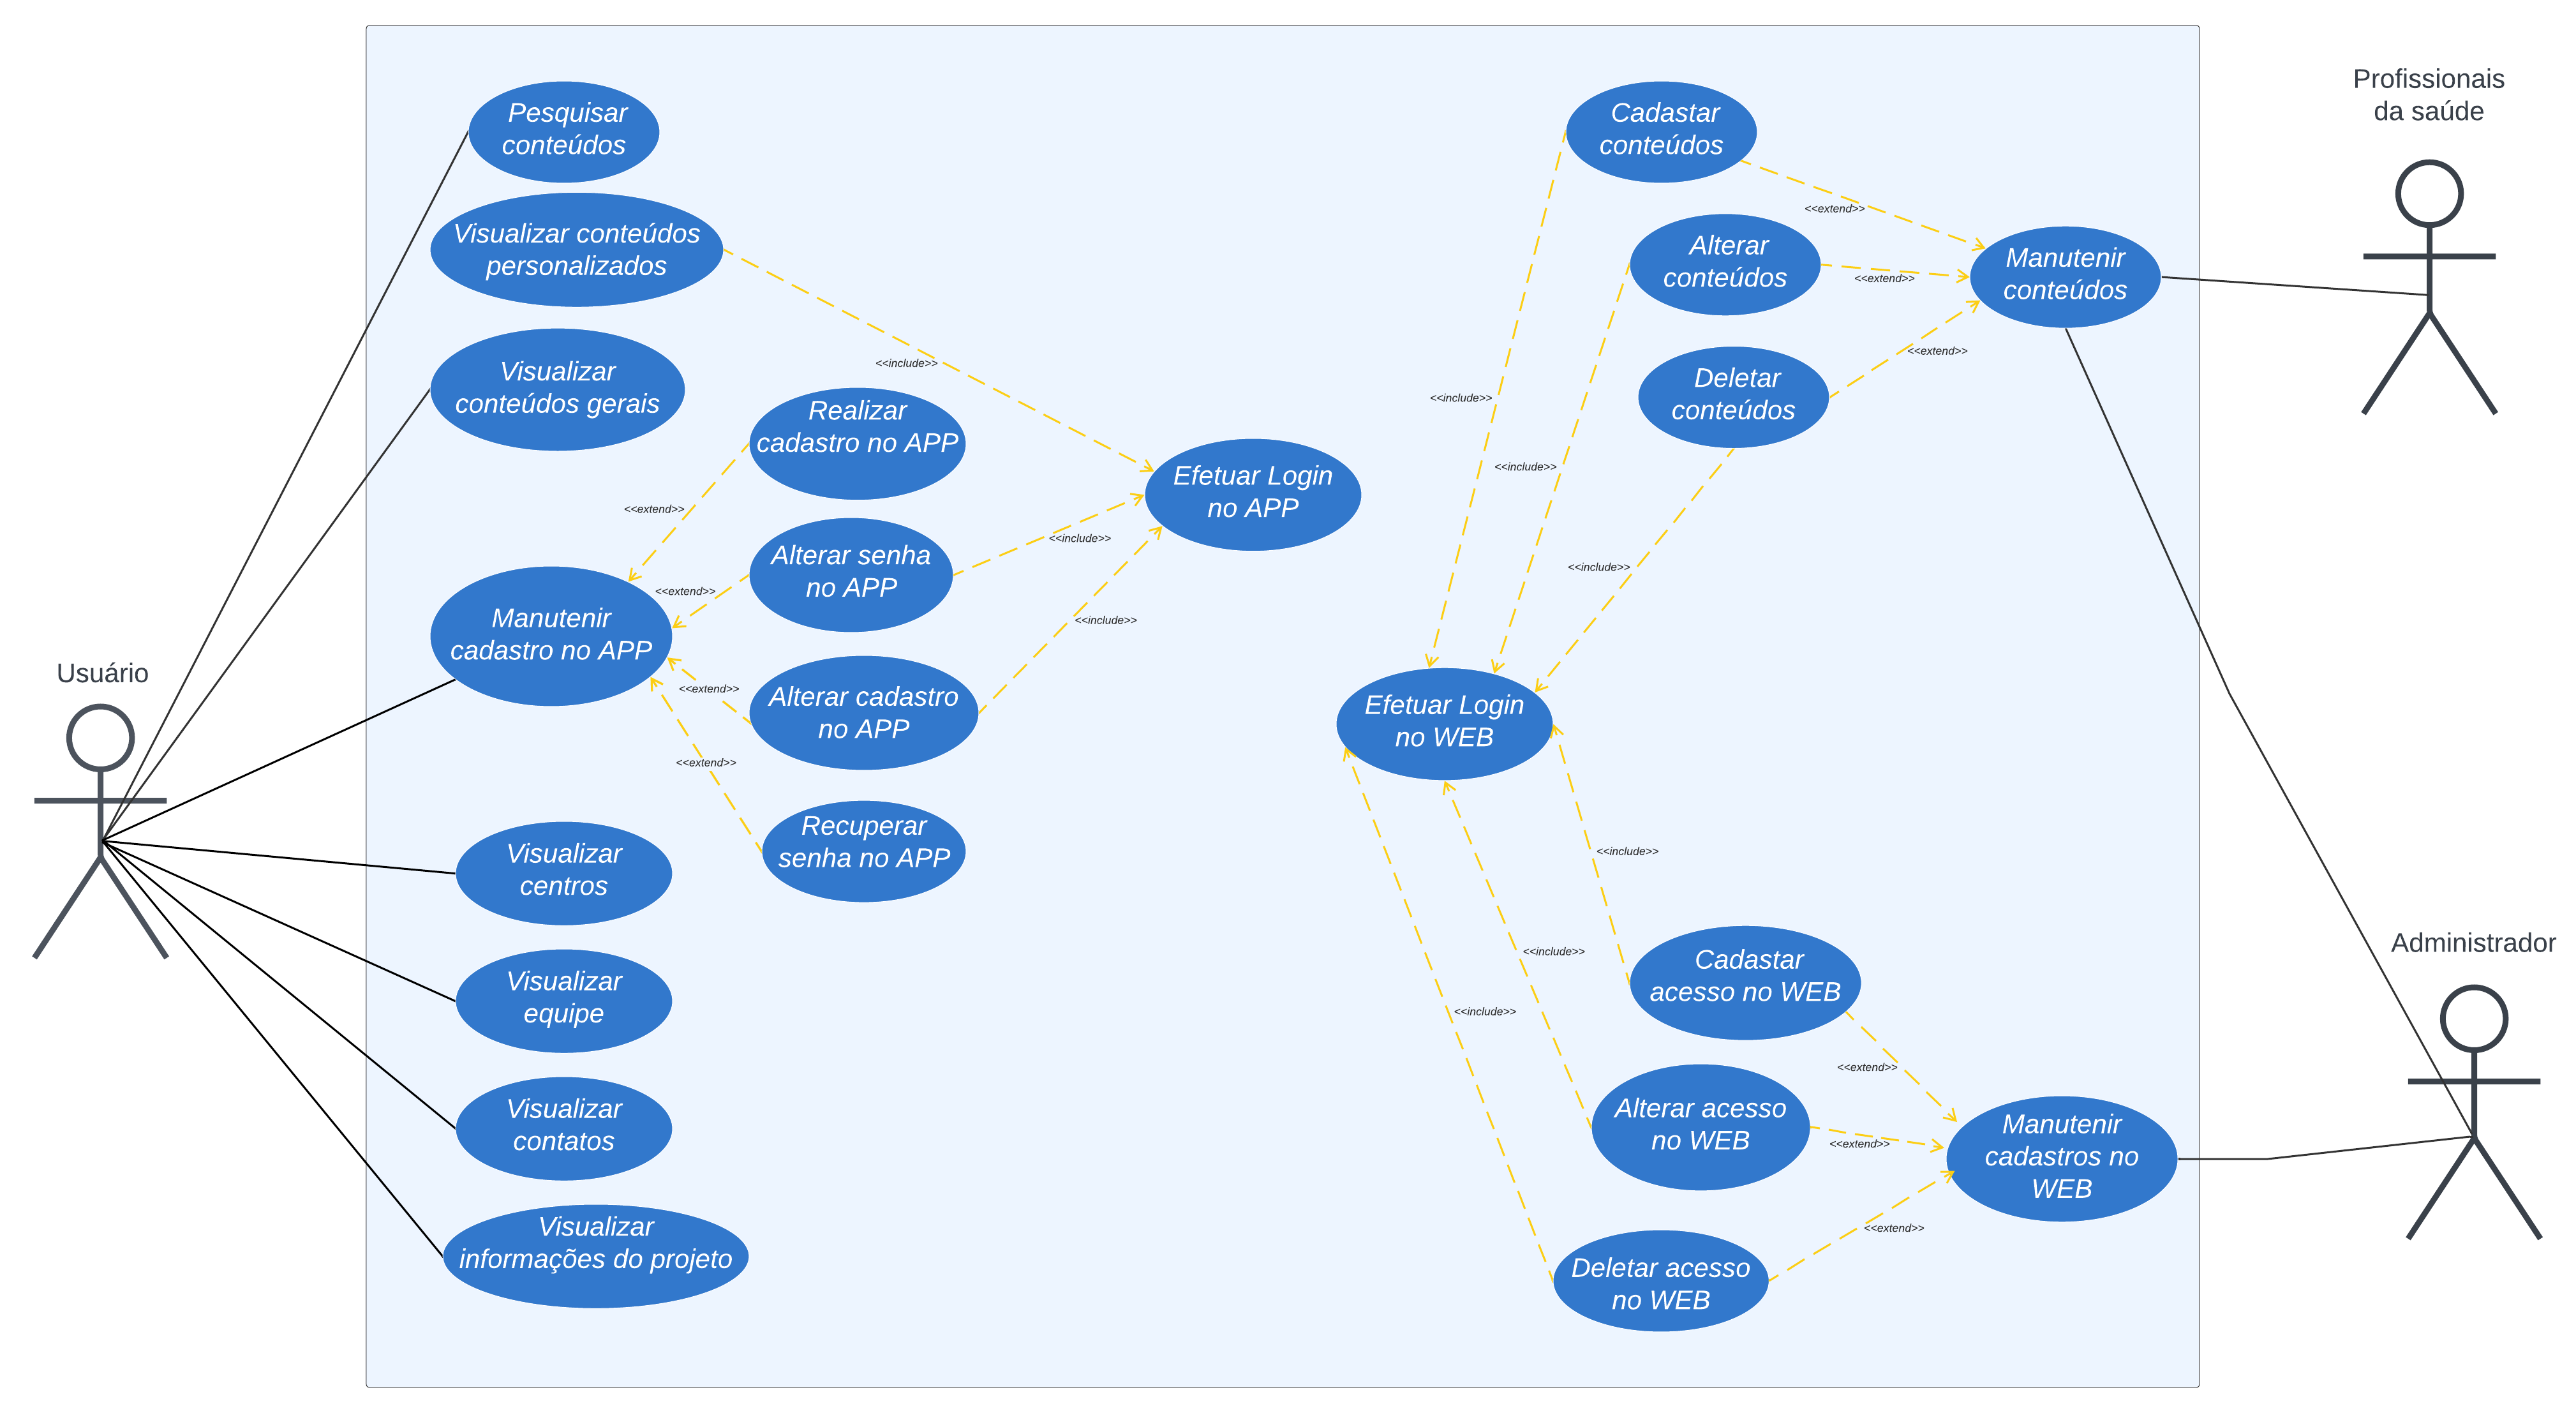 Usuário
Pesquisar
conteúdos
Visualizar conteúdos
personalizados
Visualizar
conteúdos gerais
Manutenir
cadastro no APP
Visualizar
centros
Visualizar
equipe
Visualizar
contatos
Visualizar
informações do projeto
Realizar
cadastro no APP
Alterar senha
no APP
Alterar cadastro
no APP
Recuperar
senha no APP
<<extend>>
<<extend>>
<<extend>>
<<extend>>
<<include>>
<<include>>
<<include>>
Efetuar Login
no APP
Cadastar
conteúdos
Alterar
conteúdos
Deletar
conteúdos
<<extend>>
<<extend>>
<<extend>>
Manutenir
conteúdos
<<include>>
<<include>>
<<include>>
Efetuar Login
no WEB
<<include>>
<<include>>
<<include>>
Cadastar
acesso no WEB
Alterar acesso
no WEB
Deletar acesso
no WEB
<<extend>>
<<extend>>
<<extend>>
Manutenir
cadastros no
WEB
Profissionais
da saúde
Administrador